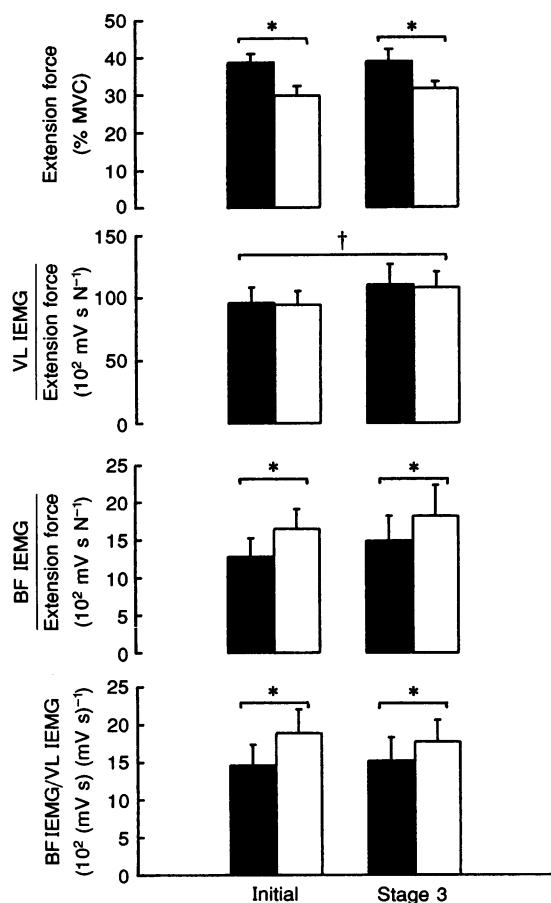 Extension force
(% MVC)
50
40
30
20
10
0
*
*
VL IEMG
Extension force
(10² mV s N⁻¹)
150
100
50
0
†
BF IEMG
Extension force
(10² mV s N⁻¹)
25
20
15
10
5
0
*
*
BF IEMG/VL IEMG
(10² (mV s) (mV s)⁻¹)
25
20
15
10
5
0
*
*
Initial
Stage 3